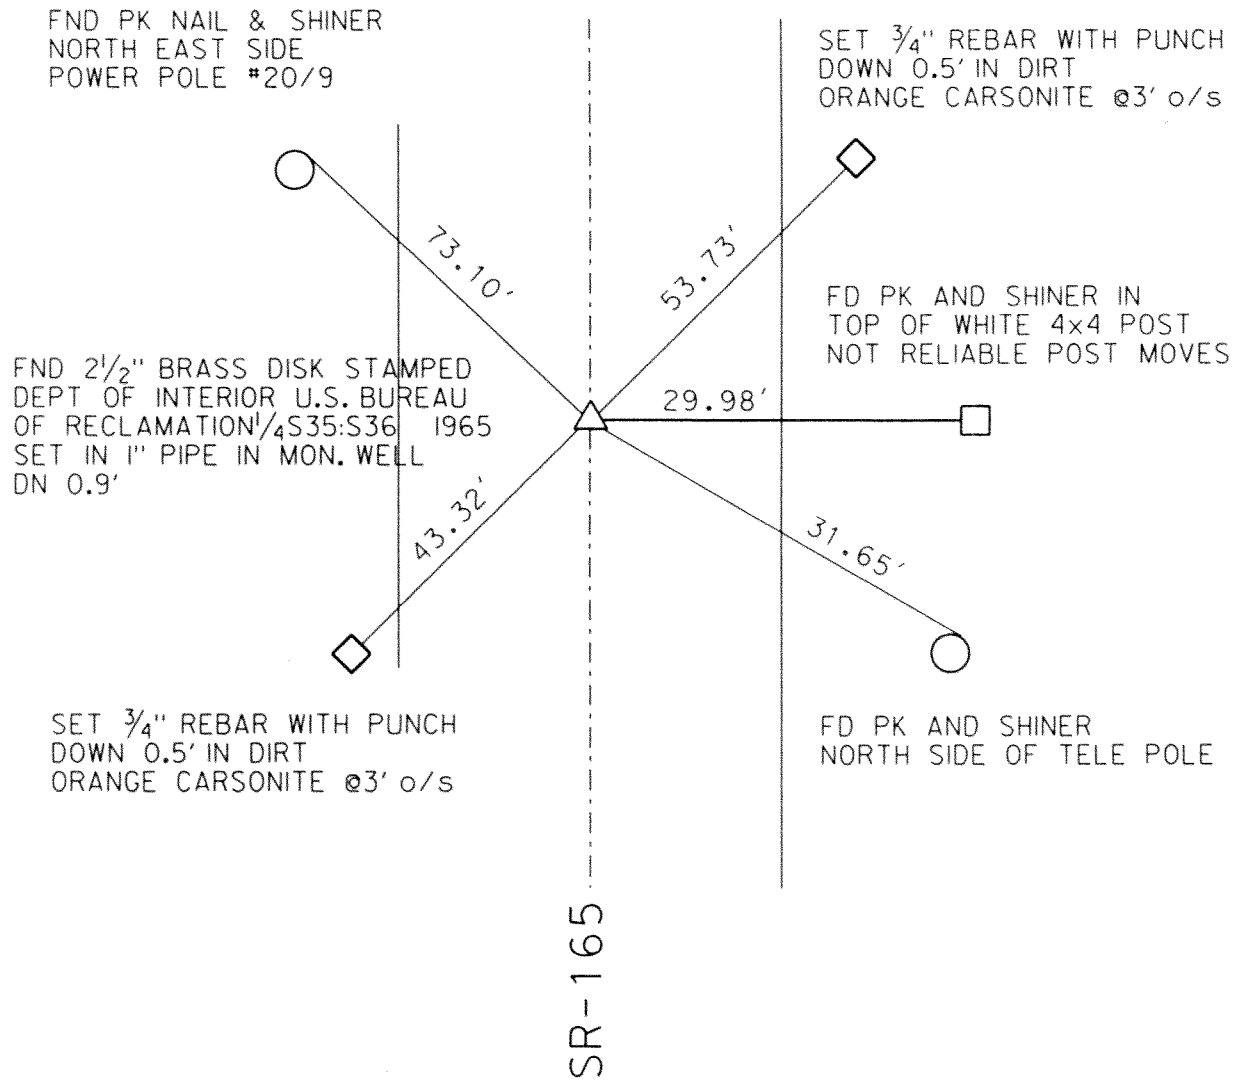 FND PK NAIL & SHINER
NORTH EAST SIDE
POWER POLE #20/9
SET 3/4" REBAR WITH PUNCH
DOWN 0.5' IN DIRT
ORANGE CARSONITE @3' o/s
73.10'
53.73'
FD PK AND SHINER IN
TOP OF WHITE 4x4 POST
NOT RELIABLE POST MOVES
FND 2 1/2" BRASS DISK STAMPED
DEPT OF INTERIOR U.S. BUREAU
OF RECLAMATION 1/4 S35:S36 1965
SET IN 1" PIPE IN MON. WELL
DN 0.9'
29.98'
43.32'
31.65'
SET 3/4" REBAR WITH PUNCH
DOWN 0.5' IN DIRT
ORANGE CARSONITE @3' o/s
FD PK AND SHINER
NORTH SIDE OF TELE POLE
SR-165